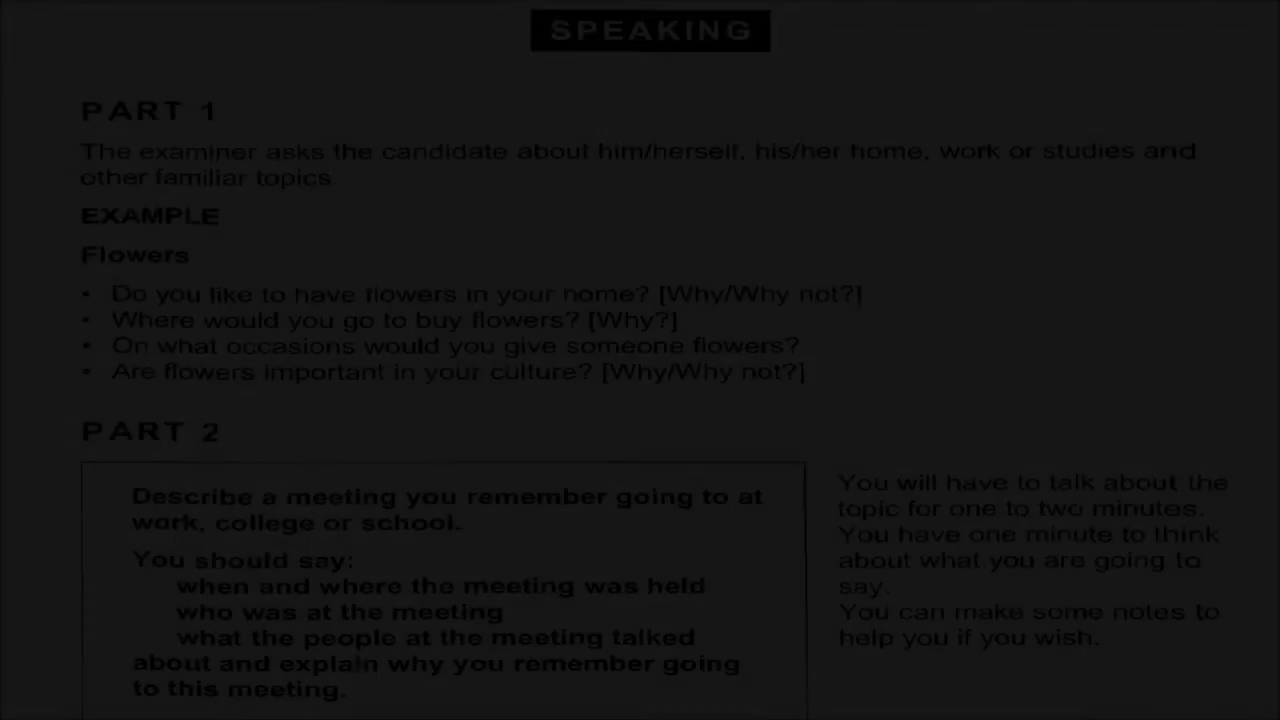 SPEAKING
PART 1
The examiner asks the candidate about him/herself, his/her home, work or studies and
other familiar topics.
EXAMPLE
Flowers
• Do you like to have flowers in your home? [Why/Why not?]
• Where would you go to buy flowers? [Why?]
• On what occasions would you give someone flowers?
• Are flowers important in your culture? [Why/Why not?]
PART 2
Describe a meeting you remember going to at
work, college or school.
You should say:
when and where the meeting was held
who was at the meeting
what the people at the meeting talked
about and explain why you remember going
to this meeting.
You will have to talk about the
topic for one to two minutes.
You have one minute to think
about what you are going to
say.
You can make some notes to
help you if you wish.